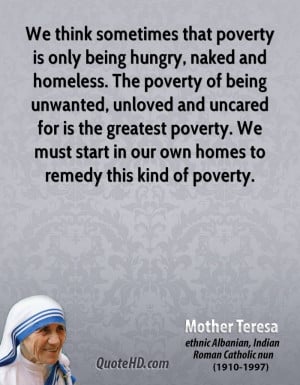 We think sometimes that poverty
is only being hungry, naked and
homeless. The poverty of being
unwanted, unloved and uncared
for is the greatest poverty. We
must start in our own homes to
remedy this kind of poverty.
Mother Teresa
ethnic Albanian, Indian
Roman Catholic nun
(1910-1997)
QuoteHD.com